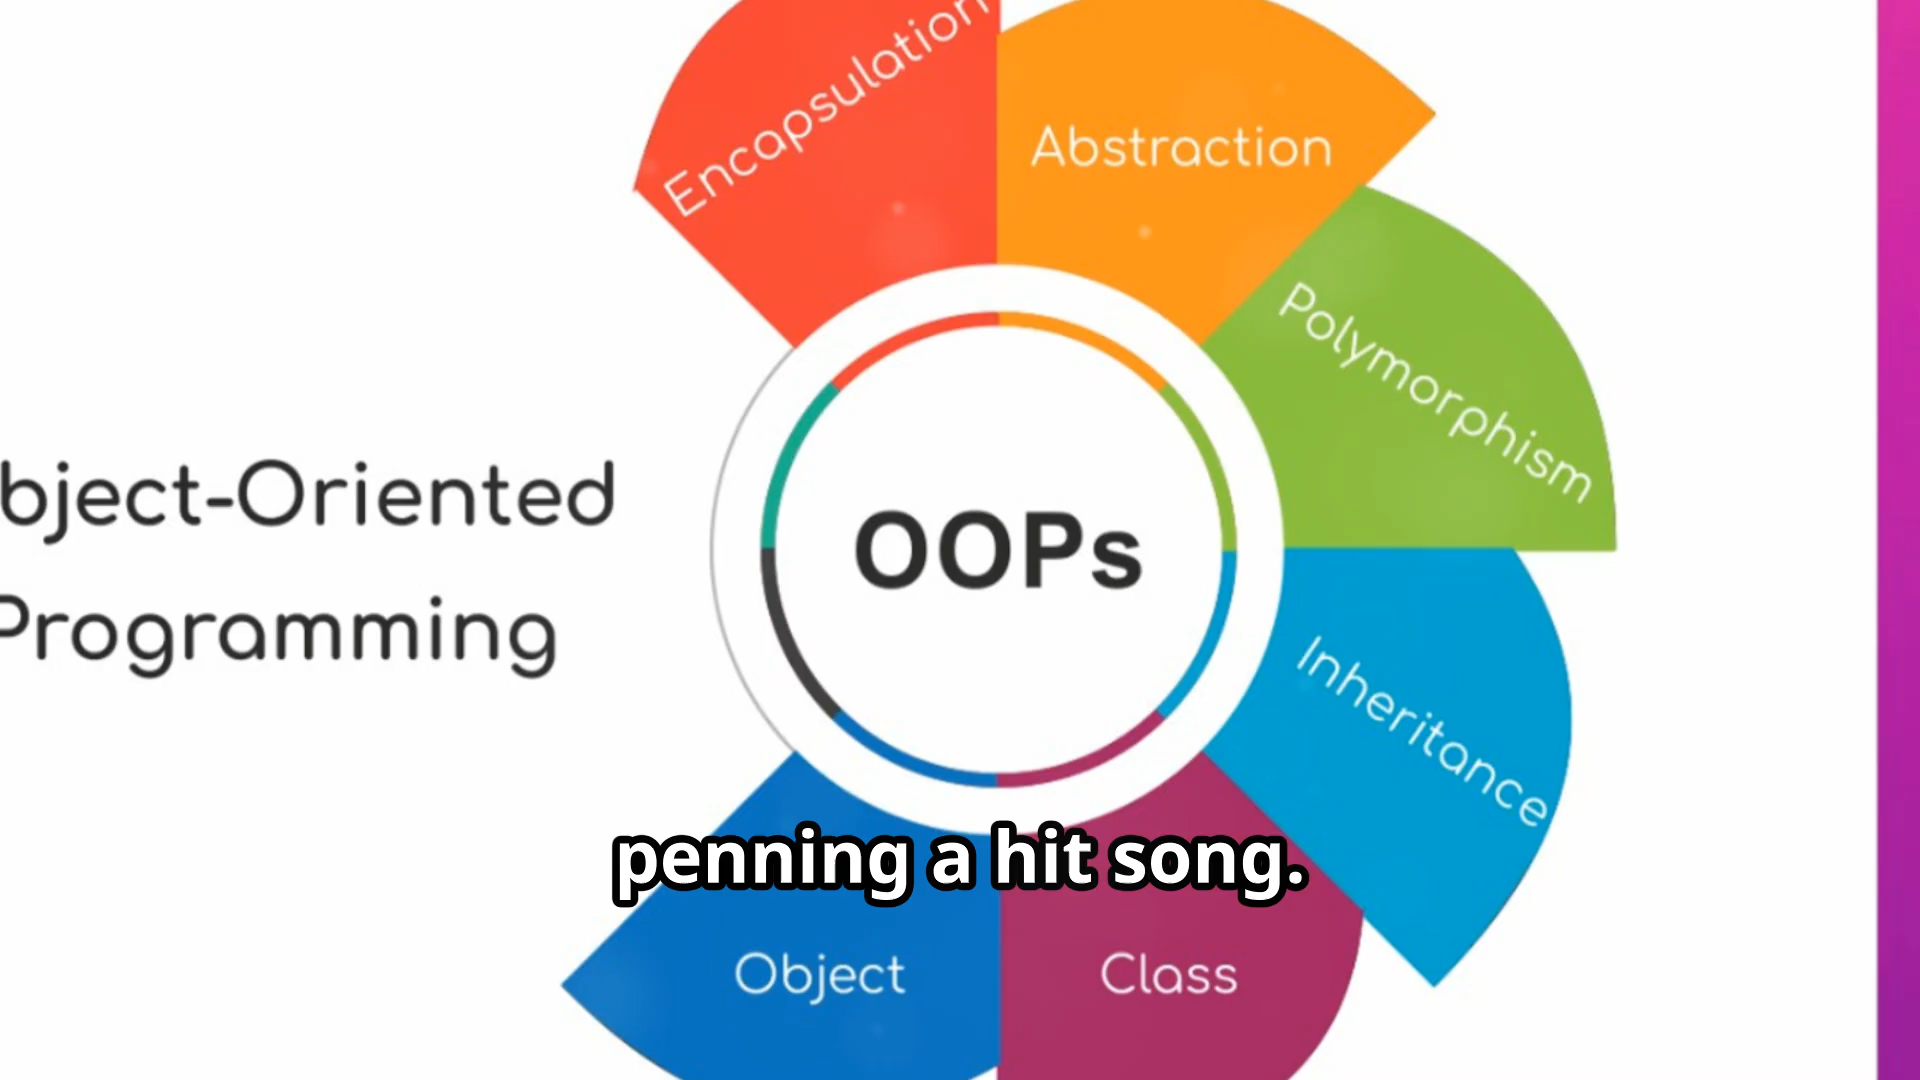 Encapsulation
Abstraction
Polymorphism
bject-Oriented
Programming
OOPs
Inheritance
penning a hit song.
Object
Class